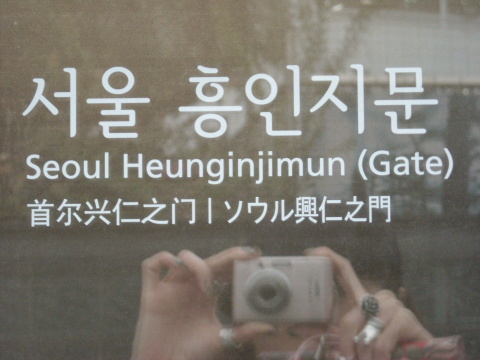 서울 흥인지문
Seoul Heunginjimun (Gate)
首尔兴仁之门 | ソウル興仁之門